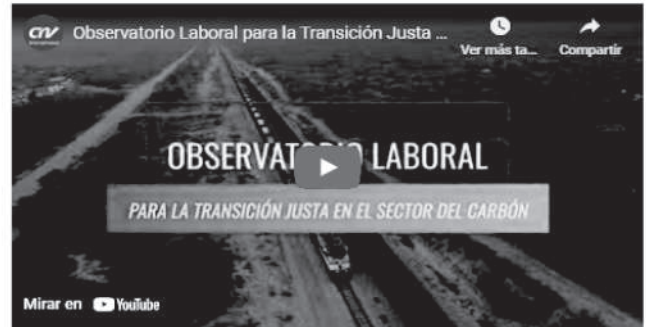 cnv Observatorio Laboral para la Transición Justa ...
Ver más ta... Compartir
LABORAL
PARA LA TRANSICIÓN JUSTA EN EL SECTOR DEL CARBÓN
Mirar en YouTube